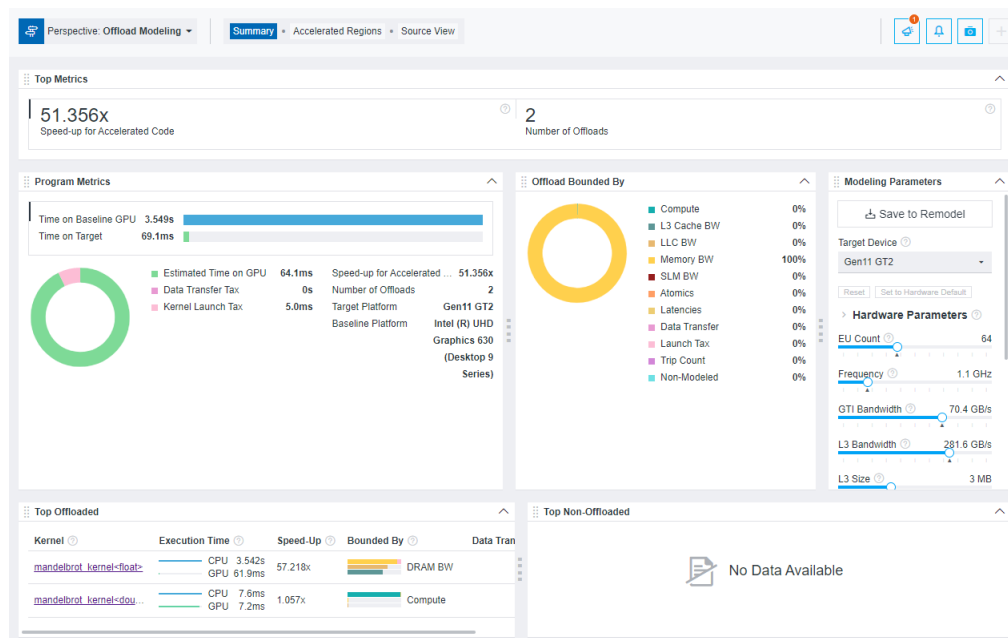 Perspective: Offload Modeling
Summary Accelerated Regions Source View
1
Top Metrics
51.356x
Speed-up for Accelerated Code
2
Number of Offloads
Program Metrics
Time on Baseline GPU 3.549s
Time on Target 69.1ms
Estimated Time on GPU 64.1ms
Data Transfer Tax 0s
Kernel Launch Tax 5.0ms
Speed-up for Accelerated ... 51.356x
Number of Offloads 2
Target Platform Gen11 GT2
Baseline Platform Intel (R) UHD
Graphics 630
(Desktop 9
Series)
Offload Bounded By
Compute 0%
L3 Cache BW 0%
LLC BW 0%
Memory BW 100%
SLM BW 0%
Atomics 0%
Latencies 0%
Data Transfer 0%
Launch Tax 0%
Trip Count 0%
Non-Modeled 0%
Modeling Parameters
Save to Remodel
Target Device
Gen11 GT2
Reset Set to Hardware Default
Hardware Parameters
EU Count 64
Frequency 1.1 GHz
GTI Bandwidth 70.4 GB/s
L3 Bandwidth 281.6 GB/s
L3 Size 3 MB
Top Offloaded
Kernel Execution Time Speed-Up Bounded By Data Tran
mandelbrot_kernel<float> CPU 3.542s 57.218x DRAM BW
GPU 61.9ms
mandelbrot_kernel<dou... CPU 7.6ms 1.057x Compute
GPU 7.2ms
Top Non-Offloaded
No Data Available